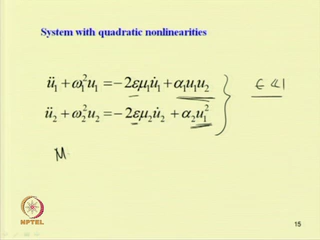 System with quadratic nonlinearities
ü₁ + ω₁²u₁ = −2εμ₁u̇₁ + α₁u₁u₂
ε ≪ 1
ü₂ + ω₂²u₂ = −2εμ₂u̇₂ + α₂u₁²
M
NPTEL
15